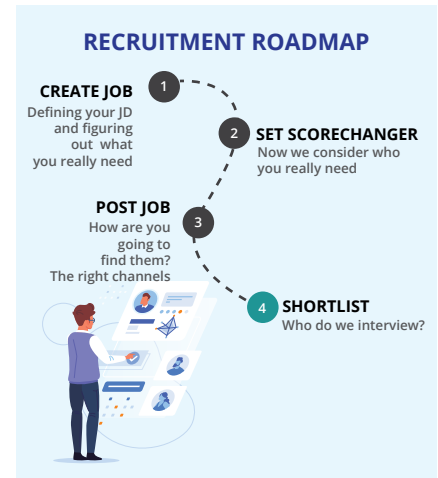 RECRUITMENT ROADMAP
1
CREATE JOB
Defining your JD
and figuring
out what
you really need
2
SET SCORECHANGER
Now we consider who
you really need
POST JOB
3
How are you
going to
find them?
The right channels
4
SHORTLIST
Who do we interview?